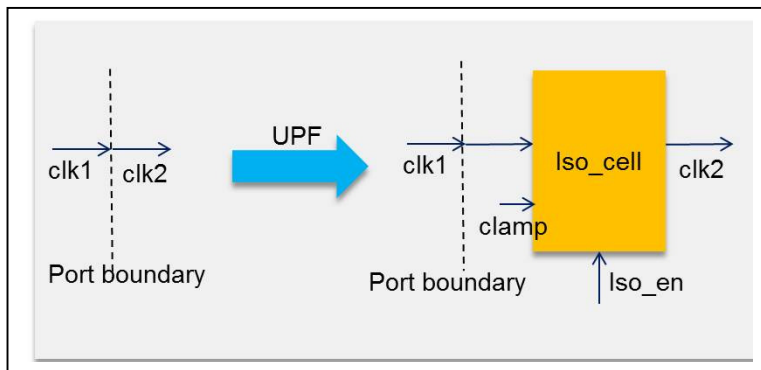 clk1
clk2
Port boundary
UPF
clk1
clamp
Port boundary
Iso_cell
clk2
Iso_en